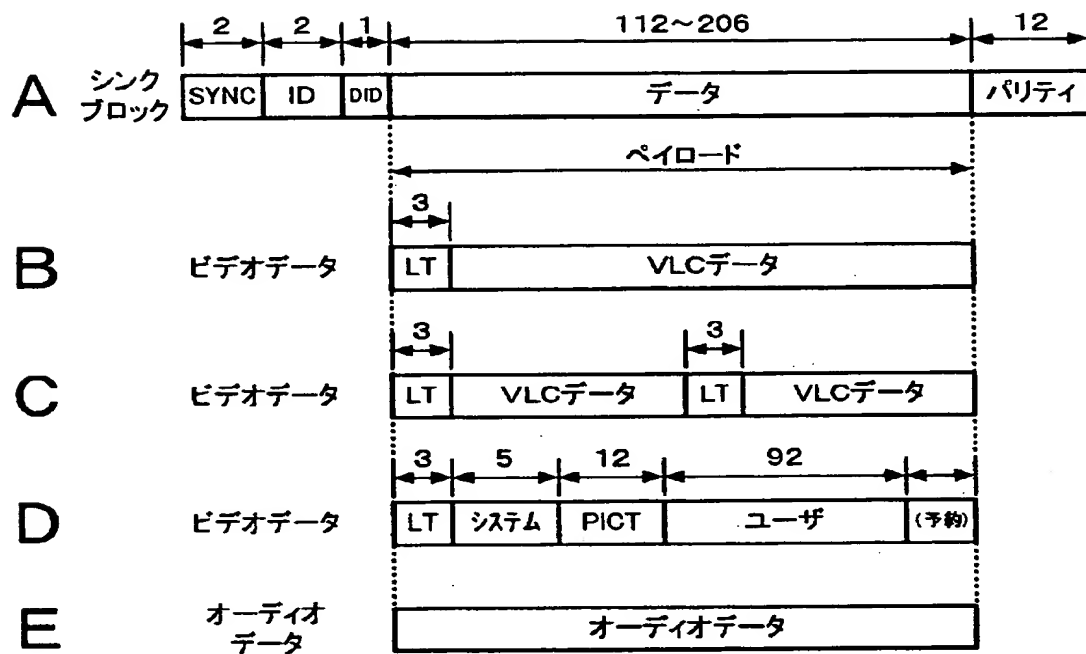 2 2 1 112～206 12
A シンク
ブロック SYNC ID DID データ パリティ
ペイロード
3
B ビデオデータ LT VLCデータ
3 3
C ビデオデータ LT VLCデータ LT VLCデータ
3 5 12 92
D ビデオデータ LT システム PICT ユーザ (予約)
E オーディオ
データ オーディオデータ